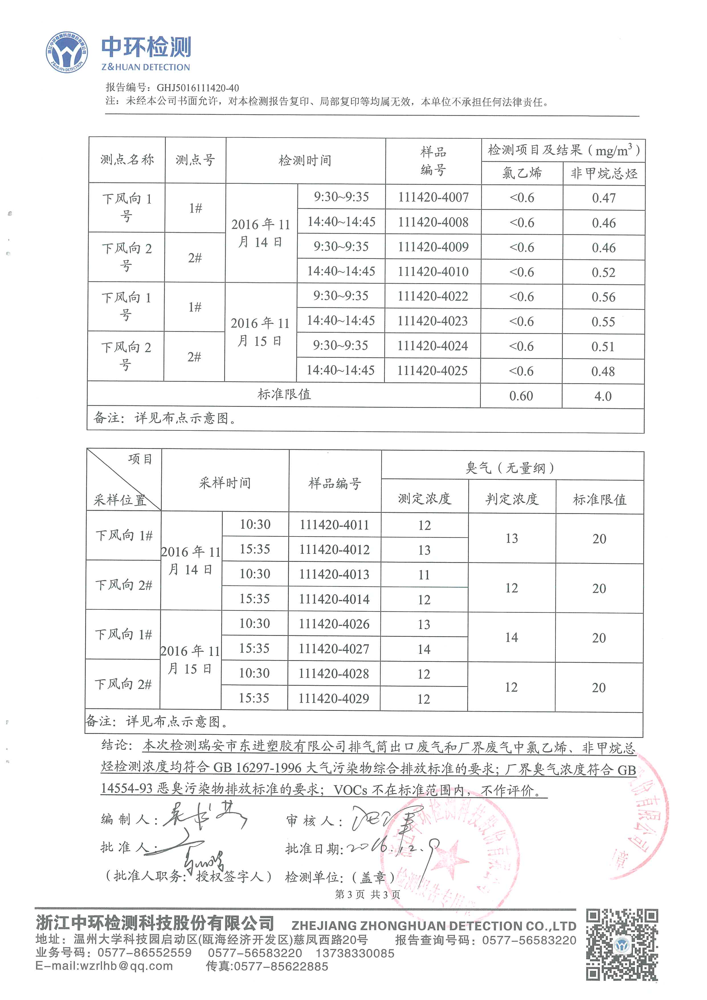 浙江中环检测科技股份有限公司
Z&HUAN DETECTION
中环检测
Z&HUAN DETECTION
报告编号：GHJ5016111420-40
注：未经本公司书面允许，对本检测报告复印、局部复印等均属无效，本单位不承担任何法律责任。
测点名称 测点号 检测时间 样品编号 检测项目及结果（mg/m³）
氯乙烯 非甲烷总烃
下风向 1 号 1# 2016 年 11 月 14 日 9:30~9:35 111420-4007 <0.6 0.47
14:40~14:45 111420-4008 <0.6 0.46
下风向 2 号 2# 9:30~9:35 111420-4009 <0.6 0.46
14:40~14:45 111420-4010 <0.6 0.52
下风向 1 号 1# 2016 年 11 月 15 日 9:30~9:35 111420-4022 <0.6 0.56
14:40~14:45 111420-4023 <0.6 0.55
下风向 2 号 2# 9:30~9:35 111420-4024 <0.6 0.51
14:40~14:45 111420-4025 <0.6 0.48
标准限值 0.60 4.0
备注：详见布点示意图。
项目 采样位置 采样时间 样品编号 臭气（无量纲）
测定浓度 判定浓度 标准限值
下风向 1# 2016 年 11 月 14 日 10:30 111420-4011 12 13 20
15:35 111420-4012 13
下风向 2# 10:30 111420-4013 11 12 20
15:35 111420-4014 12
下风向 1# 2016 年 11 月 15 日 10:30 111420-4026 13 14 20
15:35 111420-4027 14
下风向 2# 10:30 111420-4028 12 12 20
15:35 111420-4029 12
备注：详见布点示意图。
结论：本次检测瑞安市东进塑胶有限公司排气筒出口废气和厂界废气中氯乙烯、非甲烷总
烃检测浓度均符合 GB 16297-1996 大气污染物综合排放标准的要求；厂界臭气浓度符合 GB
14554-93 恶臭污染物排放标准的要求；VOCs 不在标准范围内，不作评价。
编 制 人： 审 核 人：
批 准 人： 批准日期：2016.12.9
（批准人职务：授权签字人） 检测单位：（盖章）
浙江中环检测科技股份有限公司
检测报告专用章
份有限公司
章
第 3 页 共 3 页
浙江中环检测科技股份有限公司 ZHEJIANG ZHONGHUAN DETECTION CO.,LTD
地址：温州大学科技园启动区(瓯海经济开发区)慈凤西路20号 报告查询号码：0577-56583220
业务号码：0577-86552559 0577-56583220 13738330085
E-mail:wzrlhb@qq.com 传真:0577-85622885